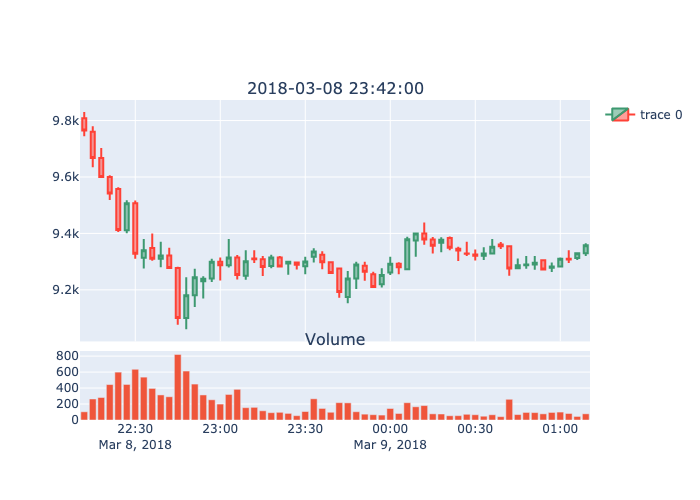 2018-03-08 23:42:00
9.8k
9.6k
9.4k
9.2k
trace 0
Volume
800
600
400
200
0
22:30 23:00 23:30 00:00 00:30 01:00
Mar 8, 2018 Mar 9, 2018